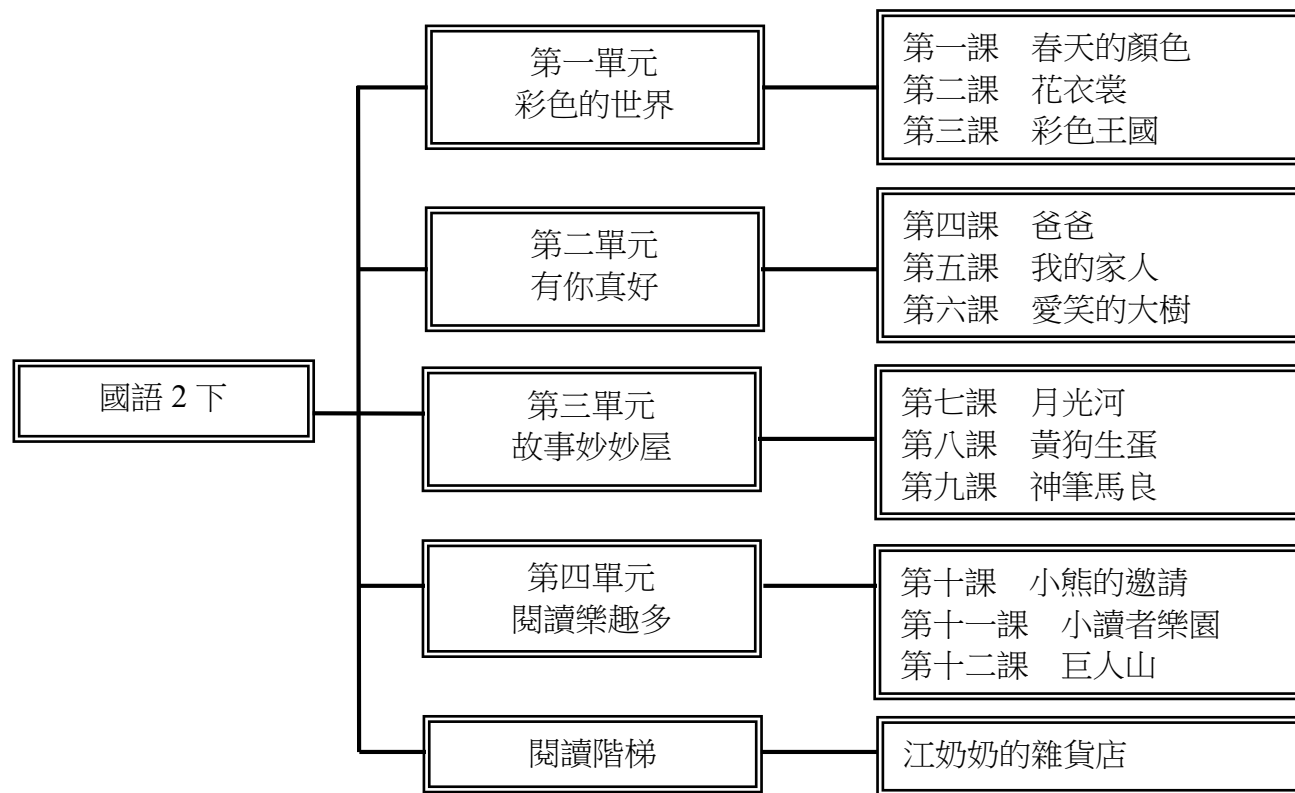 國語 2 下
第一單元
彩色的世界
第一課　春天的顏色
第二課　花衣裳
第三課　彩色王國
第二單元
有你真好
第四課　爸爸
第五課　我的家人
第六課　愛笑的大樹
第三單元
故事妙妙屋
第七課　月光河
第八課　黃狗生蛋
第九課　神筆馬良
第四單元
閱讀樂趣多
第十課　小熊的邀請
第十一課　小讀者樂園
第十二課　巨人山
閱讀階梯
江奶奶的雜貨店